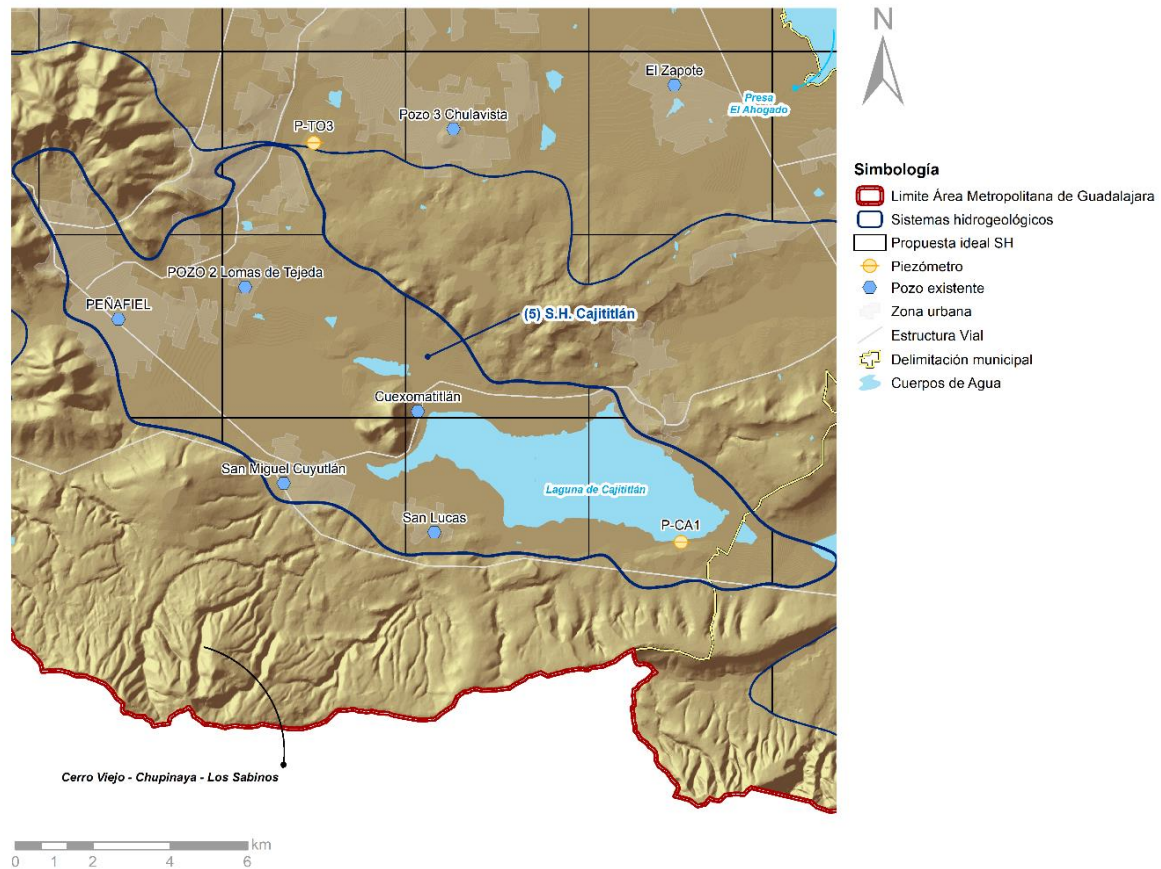 N
El Zapote
Presa
El Ahogado
Pozo 3 Chulavista
P-TO3
POZO 2 Lomas de Tejeda
PEÑAFIEL
(5) S.H. Cajititlán
Cuexomatitlán
San Miguel Cuyutlán
Laguna de Cajititlán
San Lucas
P-CA1
Cerro Viejo - Chupinaya - Los Sabinos
Simbología
Limite Área Metropolitana de Guadalajara
Sistemas hidrogeológicos
Propuesta ideal SH
Piezómetro
Pozo existente
Zona urbana
Estructura Vial
Delimitación municipal
Cuerpos de Agua
km
0 1 2 4 6